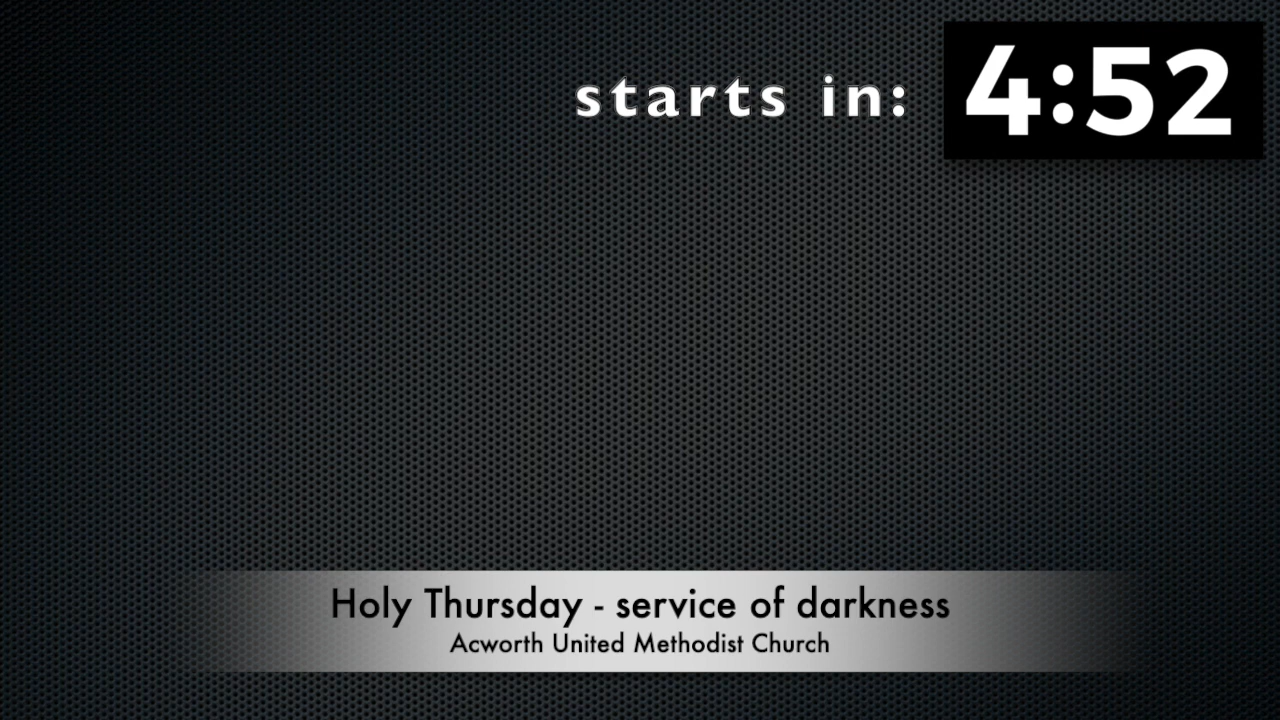 starts in: 4:52
Holy Thursday - service of darkness
Acworth United Methodist Church